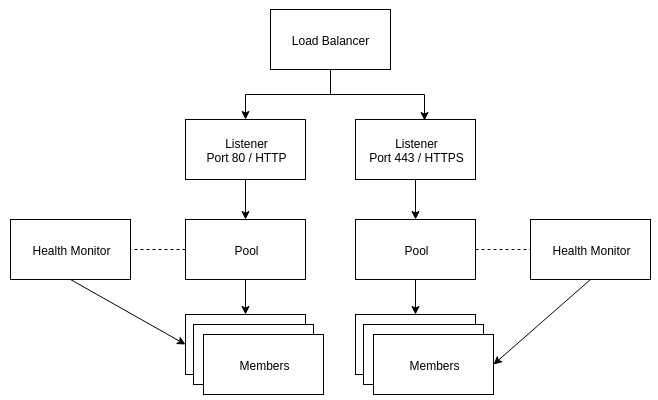 Load Balancer
Listener
Port 80 / HTTP
Listener
Port 443 / HTTPS
Health Monitor
Pool
Pool
Health Monitor
Members
Members